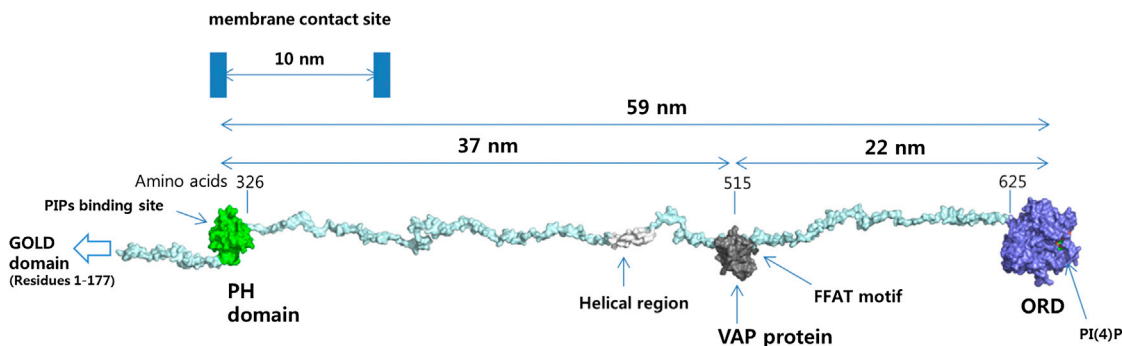 membrane contact site
10 nm
59 nm
37 nm
22 nm
Amino acids 326
515
625
PIPs binding site
GOLD
domain
(Residues 1-177)
PH
domain
Helical region
FFAT motif
VAP protein
ORD
PI(4)P